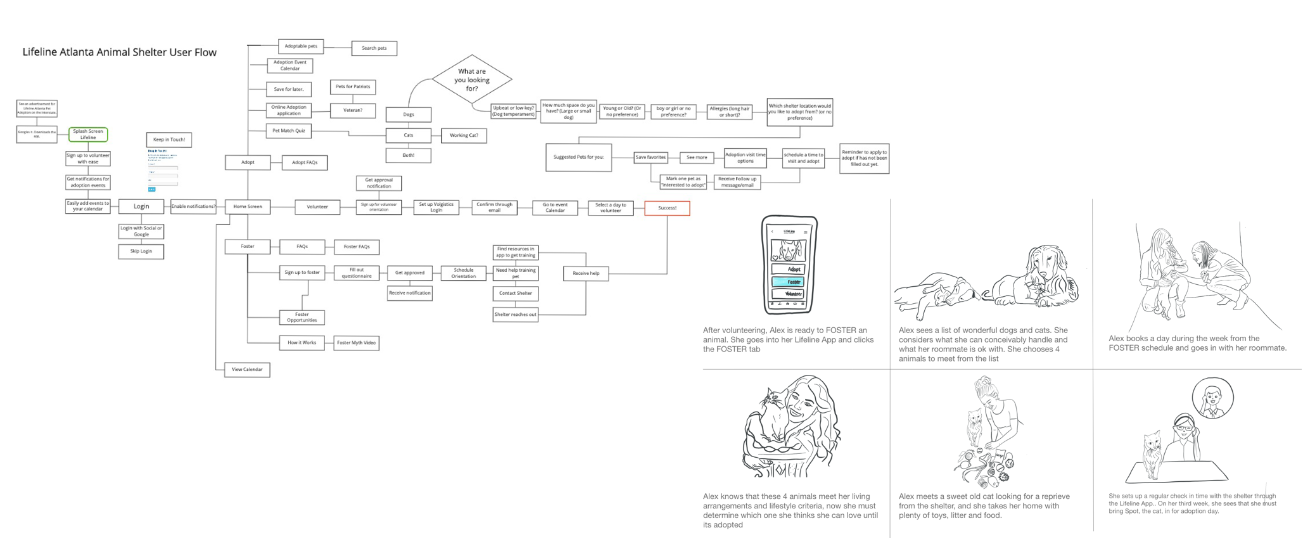 Lifeline Atlanta Animal Shelter User Flow
Splash Screen
Lifeline
Sign up to volunteer
with ease
Get notifications for
adoption events
Easily add events to
your calendar
Keep in Touch!
Login
Login with Social or
Google
Skip Login
Enable notifications?
Home Screen
Adoptable pets
Search pets
Adoption Event
Calendar
Save for later.
Online Adoption
application
Pets for Patriots
Veteran?
Pet Match Quiz
Adopt
Adopt FAQs
Dogs
Cats
Both!
Working Cat?
What are
you looking
for?
Upbeat or low key?
(Dog temperament)
How much space do
you have? (Large or small
dog)
Young or Old? (Or
no preference)
boy or girl or no
preference?
Allergies (long hair
or short)?
Which shelter location would
you like to adopt from? (or no
preference)
Suggested Pets for you:
Save favorites
See more
Adoption visit time
options
schedule a time to
visit and adopt
Reminder to apply to
adopt if has not been
filled out yet.
Mark one pet as
"interested to adopt"
Receive Follow up
message/email
Volunteer
Get approval
notification
Sign up for volunteer
orientation
Set up Volgistics
Login
Confirm through
email
Go to event
Calendar
Select a day to
volunteer
Success!
Foster
FAQs
Foster FAQs
Sign up to foster
Fill out
questionnaire
Get approved
Receive notification
Schedule
Orientation
Find resources in
app to get training
Need help training
pet
Contact Shelter
Shelter reaches out
Receive help
Foster
Opportunities
How it Works
Foster Myth Video
View Calendar
Adopt
Foster
Volunteer
After volunteering, Alex is ready to FOSTER an
animal. She goes into her Lifeline App and clicks
the FOSTER tab
Alex sees a list of wonderful dogs and cats. She
considers what she can conceivably handle and
what her roommate is ok with. She chooses 4
animals to meet from the list
Alex books a day during the week from the
FOSTER schedule and goes in with her roommate.
Alex knows that these 4 animals meet her living
arrangements and lifestyle criteria, now she must
determine which one she thinks she can love until
its adopted
Alex meets a sweet old cat looking for a reprieve
from the shelter, and she takes her home with
plenty of toys, litter and food.
She sets up a regular check in time with the shelter through
the Lifeline App.. On her third week, she sees that she must
bring Spot, the cat, in for adoption day.